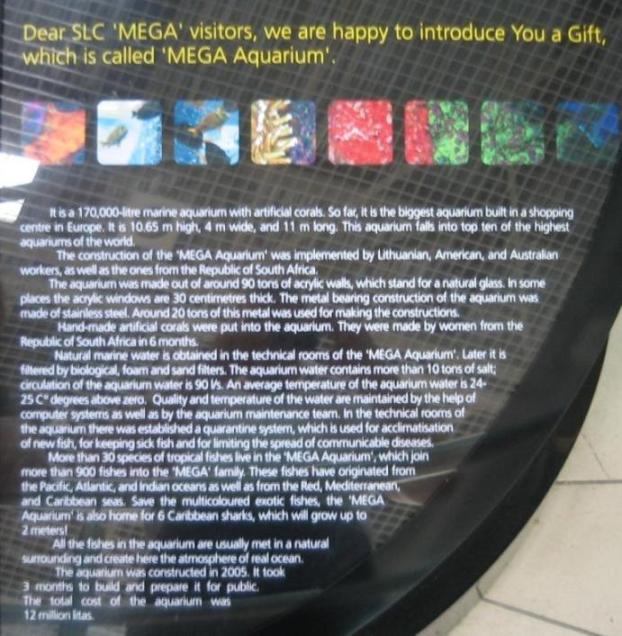 Dear SLC 'MEGA' visitors, we are happy to introduce You a Gift,
which is called 'MEGA Aquarium'.
It is a 170,000-litre marine aquarium with artificial corals. So far, it is the biggest aquarium built in a shopping
centre in Europe. It is 10.65 m high, 4 m wide, and 11 m long. This aquarium falls into top ten of the highest
aquariums of the world.
The construction of the 'MEGA Aquarium' was implemented by Lithuanian, American, and Australian
workers, as well as the ones from the Republic of South Africa.
The aquarium was made out of around 90 tons of acrylic walls, which stand for a natural glass. In some
places the acrylic windows are 30 centimetres thick. The metal bearing construction of the aquarium was
made of stainless steel. Around 20 tons of this metal was used for making the constructions.
Hand-made artificial corals were put into the aquarium. They were made by women from the
Republic of South Africa in 6 months.
Natural marine water is obtained in the technical rooms of the 'MEGA Aquarium'. Later it is
filtered by biological, foam and sand filters. The aquarium water contains more than 10 tons of salt;
circulation of the aquarium water is 90 l/s. An average temperature of the aquarium water is 24-
25 C° degrees above zero. Quality and temperature of the water are maintained by the help of
computer systems as well as by the aquarium maintenance team. In the technical rooms of
the aquarium there was established a quarantine system, which is used for acclimatisation
of new fish, for keeping sick fish and for limiting the spread of communicable diseases.
More than 30 species of tropical fishes live in the 'MEGA Aquarium', which join
more than 900 fishes into the 'MEGA' family. These fishes have originated from
the Pacific, Atlantic, and Indian oceans as well as from the Red, Mediterranean,
and Caribbean seas. Save the multicoloured exotic fishes, the 'MEGA
Aquarium' is also home for 6 Caribbean sharks, which will grow up to
2 meters!
All the fishes in the aquarium are usually met in a natural
surrounding and create here the atmosphere of real ocean.
The aquarium was constructed in 2005. It took
3 months to build and prepare it for public.
The total cost of the aquarium was
12 million litas.